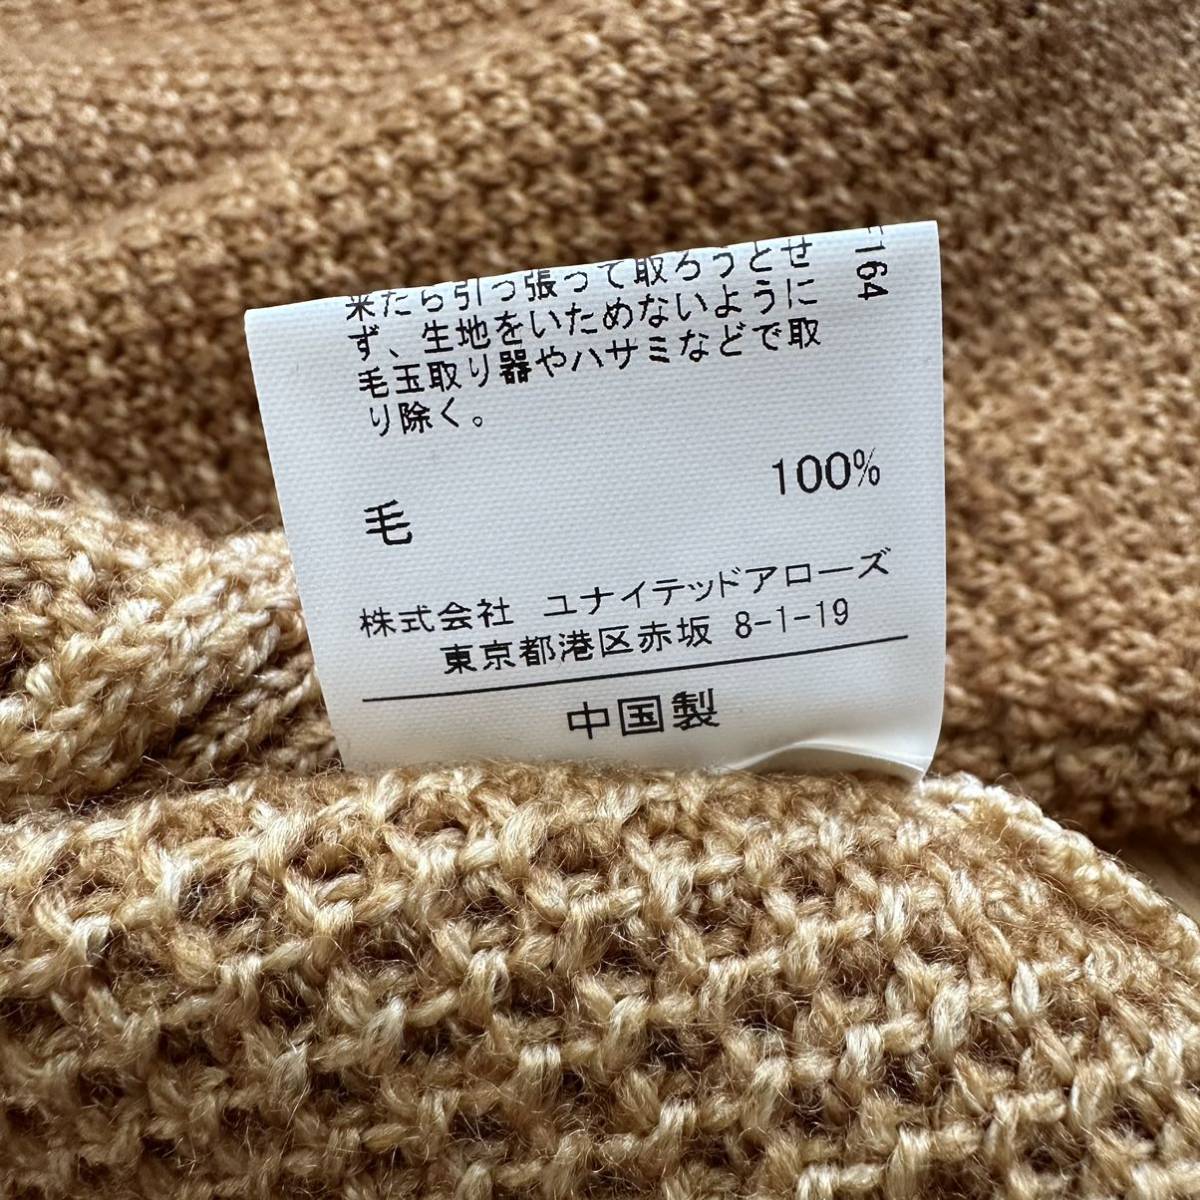 来たら引っ張って取ろうとせ
ず、生地をいためないように
毛玉取り器やハサミなどで取
り除く。
164
毛 100%
株式会社 ユナイテッドアローズ
東京都港区赤坂 8-1-19
中国製